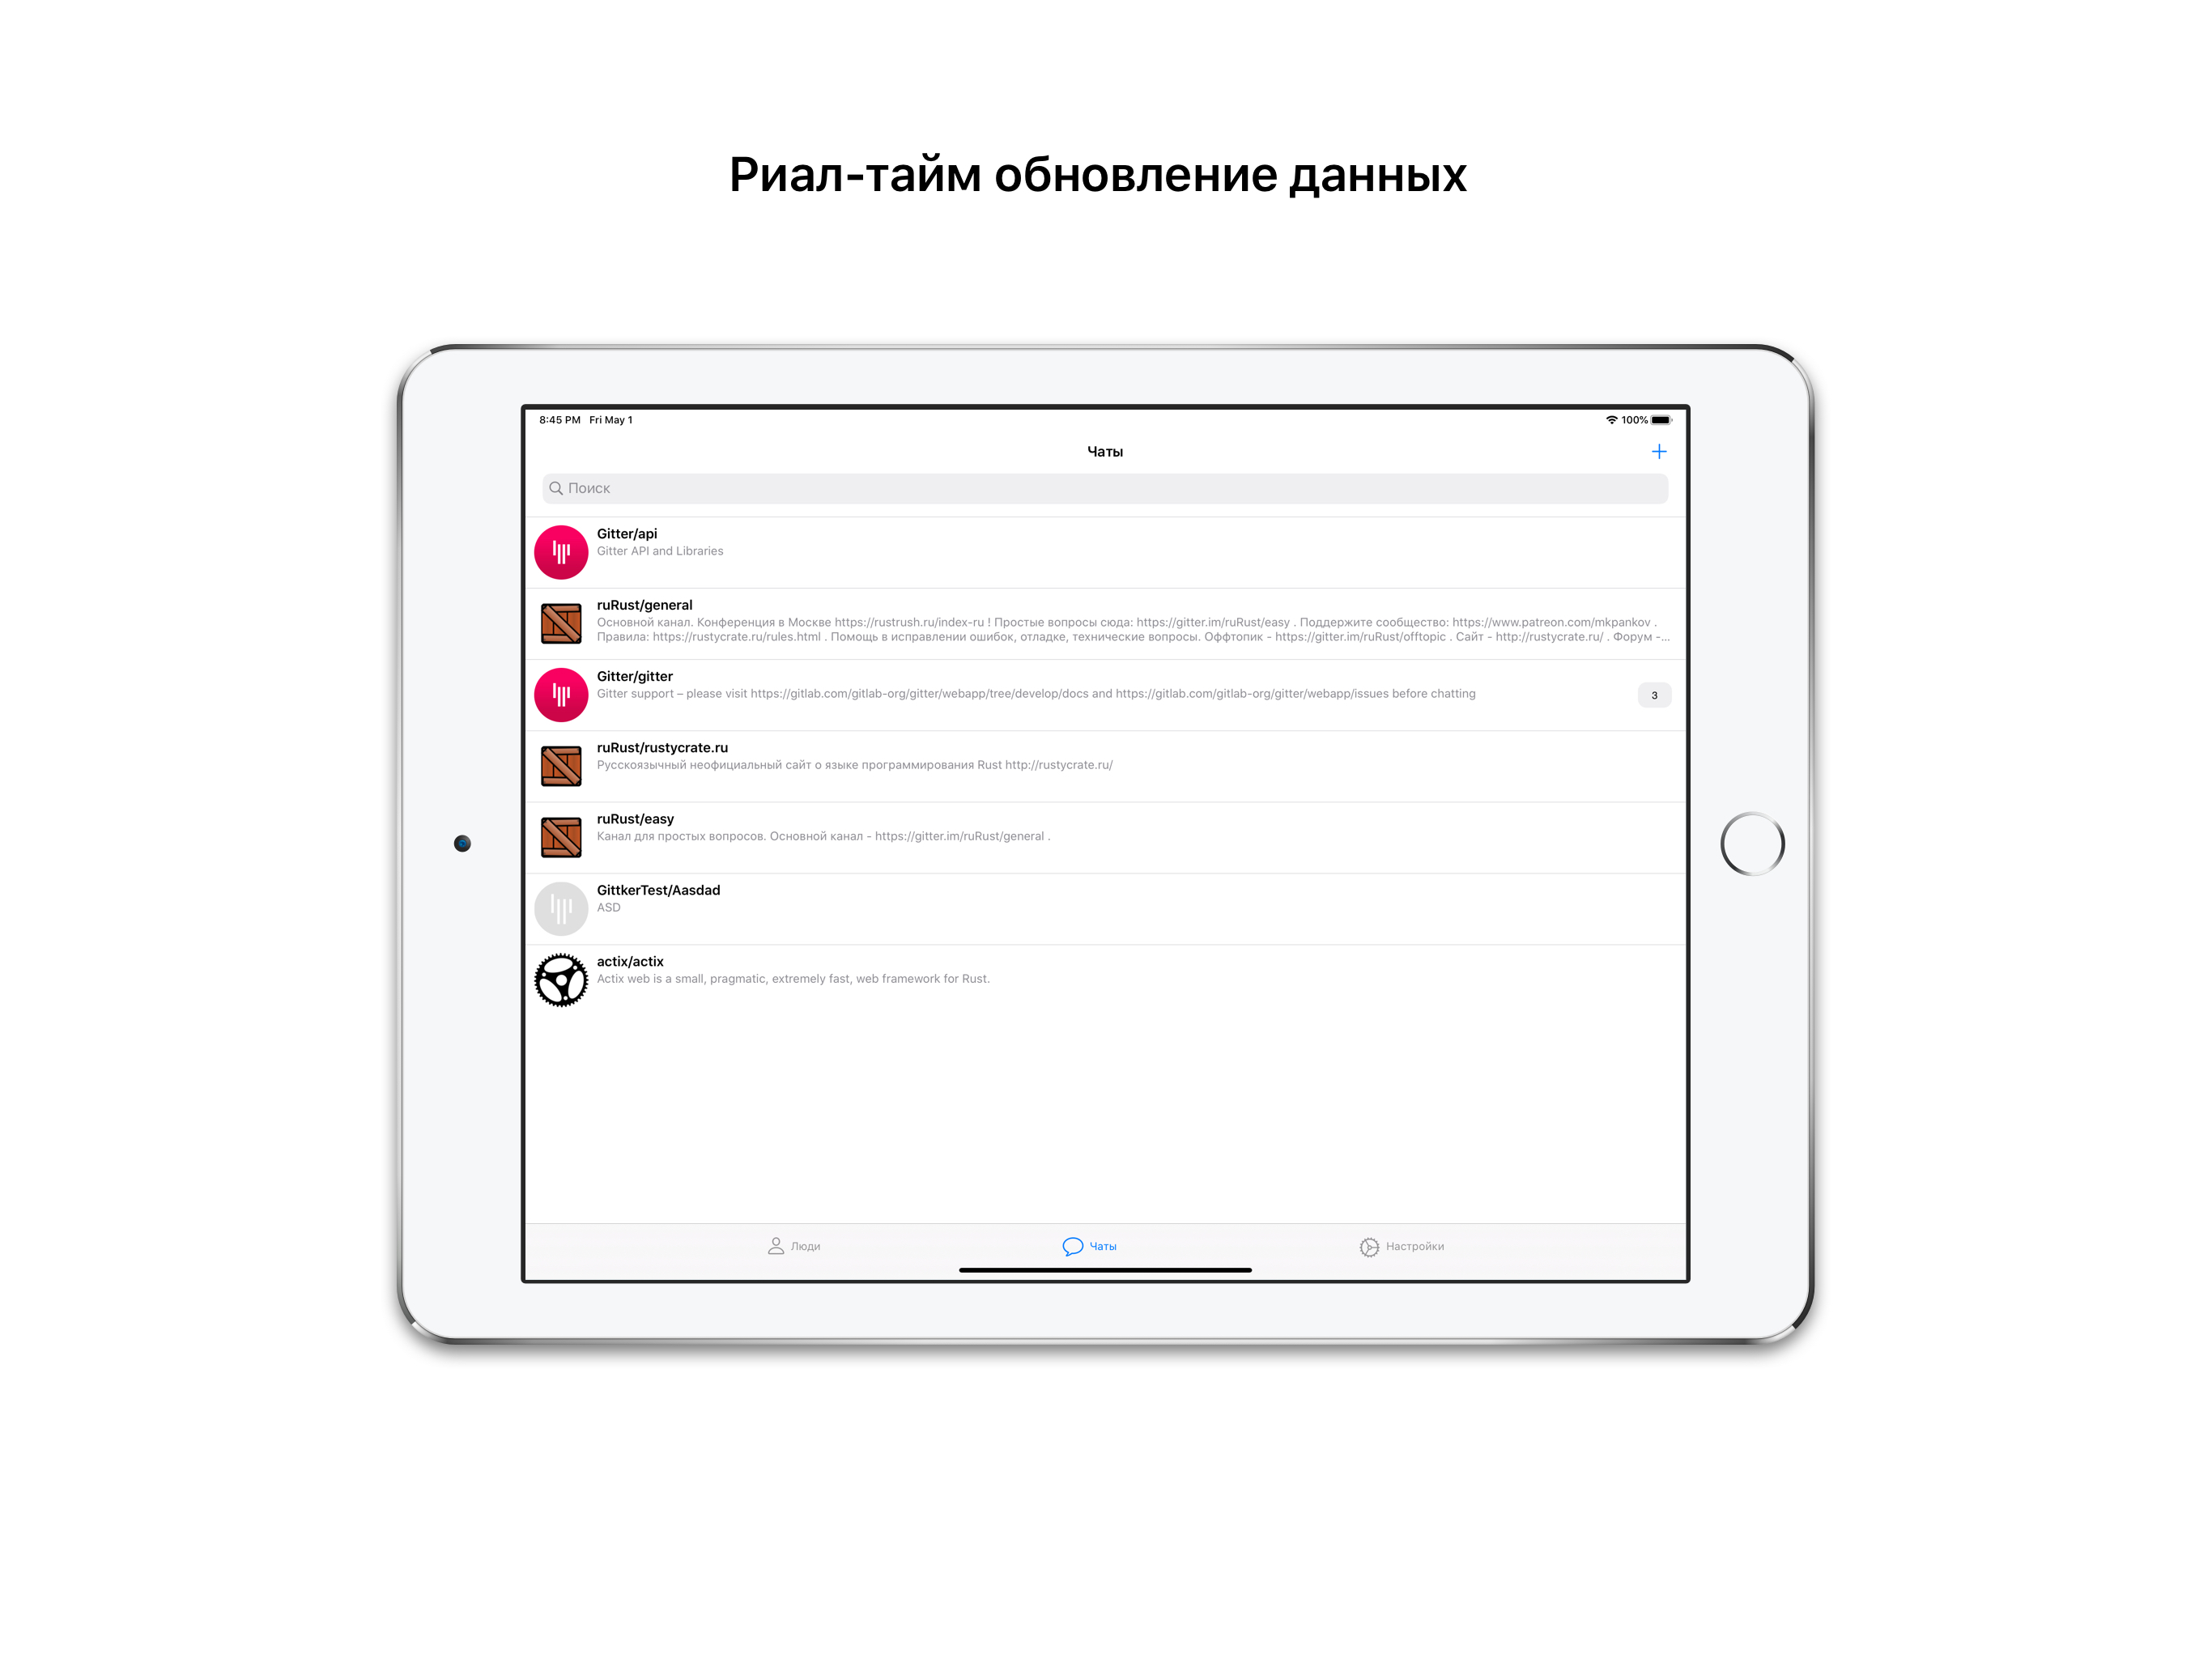 Риал-тайм обновление данных
8:45 PM Fri May 1
100%
Чаты
Поиск
Gitter/api
Gitter API and Libraries
ruRust/general
Основной канал. Конференция в Москве https://rustrush.ru/index-ru ! Простые вопросы сюда: https://gitter.im/ruRust/easy . Поддержите сообщество: https://www.patreon.com/mkpankov .
Правила: https://rustycrate.ru/rules.html . Помощь в исправлении ошибок, отладке, технические вопросы. Оффтопик - https://gitter.im/ruRust/offtopic . Сайт - http://rustycrate.ru/ . Форум -...
Gitter/gitter
Gitter support – please visit https://gitlab.com/gitlab-org/gitter/webapp/tree/develop/docs and https://gitlab.com/gitlab-org/gitter/webapp/issues before chatting
3
ruRust/rustycrate.ru
Русскоязычный неофициальный сайт о языке программирования Rust http://rustycrate.ru/
ruRust/easy
Канал для простых вопросов. Основной канал - https://gitter.im/ruRust/general .
GittkerTest/Aasdad
ASD
actix/actix
Actix web is a small, pragmatic, extremely fast, web framework for Rust.
Люди
Чаты
Настройки